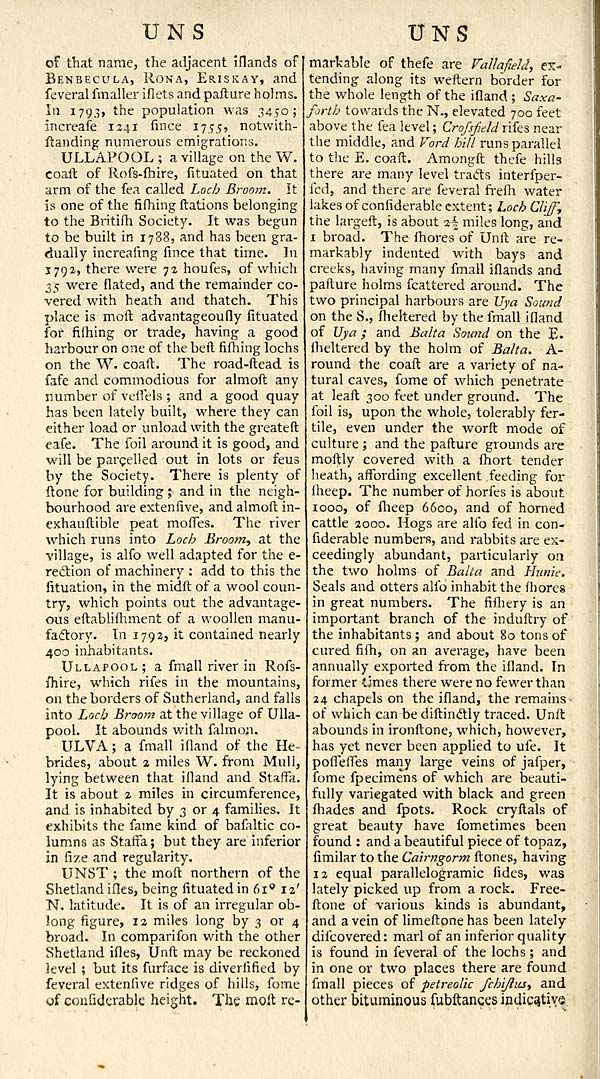 UNS
of that name, the adjacent iſlands of
BENBECULA, RONA, ERISKAY, and
ſeveral ſmaller iſlets and paſture holms.
In 1793, the population was 3450;
increaſe 1241 ſince 1755, notwith-
ſtanding numerous emigrations.
ULLAPOOL; a village on the W.
coaſt of Roſs-ſhire, ſituated on that
arm of the ſea called Loch Broom. It
is one of the fiſhing ſtations belonging
to the Britiſh Society. It was begun
to be built in 1788, and has been gra-
dually increaſing ſince that time. In
1792, there were 72 houſes, of which
35 were ſlated, and the remainder co-
vered with heath and thatch. This
place is moſt advantageouſly ſituated
for fiſhing or trade, having a good
harbour on one of the beſt fiſhing lochs
on the W. coaſt. The road-ſtead is
ſafe and commodious for almoſt any
number of veſſels; and a good quay
has been lately built, where they can
either load or unload with the greateſt
eaſe. The ſoil around it is good, and
will be parcelled out in lots or feus
by the Society. There is plenty of
ſtone for building; and in the neigh-
bourhood are extenſive, and almoſt in-
exhauſtible peat moſſes. The river
which runs into Loch Broom, at the
village, is alſo well adapted for the e-
rection of machinery: add to this the
ſituation, in the midſt of a wool coun-
try, which points out the advantage-
ous eſtabliſhment of a woollen manu-
factory. In 1792, it contained nearly
400 inhabitants.
ULLAPOOL; a ſmall river in Roſs-
ſhire, which riſes in the mountains,
on the borders of Sutherland, and falls
into Loch Broom at the village of Ulla-
pool. It abounds with ſalmon.
ULVA; a ſmall iſland of the He-
brides, about 2 miles W. from Mull,
lying between that iſland and Staffa.
It is about 2 miles in circumference,
and is inhabited by 3 or 4 families. It
exhibits the ſame kind of baſaltic co-
lumns as Staffa; but they are inferior
in ſize and regularity.
UNST; the moſt northern of the
Shetland iſles, being ſituated in 61° 12′
N. latitude. It is of an irregular ob-
long figure, 12 miles long by 3 or 4
broad. In compariſon with the other
Shetland iſles, Unſt may be reckoned
level; but its ſurface is diverſified by
ſeveral extenſive ridges of hills, ſome
of conſiderable height. The moſt re-
UNS
markable of theſe are Vallafield, ex-
tending along its weſtern border for
the whole length of the iſland; Saxa-
forth towards the N., elevated 700 feet
above the ſea level; Croſsfield riſes near
the middle, and Vord hill runs parallel
to the E. coaſt. Amongſt theſe hills
there are many level tracts interſper-
ſed, and there are ſeveral freſh water
lakes of conſiderable extent; Loch Cliff,
the largeſt, is about 2½ miles long, and
1 broad. The ſhores of Unſt are re-
markably indented with bays and
creeks, having many ſmall iſlands and
paſture holms ſcattered around. The
two principal harbours are Uya Sound
on the S., ſheltered by the ſmall iſland
of Uya; and Balta Sound on the E.
ſheltered by the holm of Balta. A-
round the coaſt are a variety of na-
tural caves, ſome of which penetrate
at leaſt 300 feet under ground. The
ſoil is, upon the whole, tolerably fer-
tile, even under the worſt mode of
culture; and the paſture grounds are
moſtly covered with a ſhort tender
heath, affording excellent feeding for
ſheep. The number of horſes is about
1000, of ſheep 6600, and of horned
cattle 2000. Hogs are alſo fed in con-
ſiderable numbers, and rabbits are ex-
ceedingly abundant, particularly on
the two holms of Balta and Hunie.
Seals and otters alſo inhabit the ſhores
in great numbers. The fiſhery is an
important branch of the induſtry of
the inhabitants; and about 80 tons of
cured fiſh, on an average, have been
annually exported from the iſland. In
former times there were no fewer than
24 chapels on the iſland, the remains
of which can be diſtinctly traced. Unſt
abounds in ironſtone, which, however,
has yet never been applied to uſe. It
poſſeſſes many large veins of jaſper,
ſome ſpecimens of which are beauti-
fully variegated with black and green
ſhades and ſpots. Rock cryſtals of
great beauty have ſometimes been
found: and a beautiful piece of topaz,
ſimilar to the Cairngorm ſtones, having
12 equal parallelogramic ſides, was
lately picked up from a rock. Free-
ſtone of various kinds is abundant,
and a vein of limeſtone has been lately
diſcovered: marl of an inferior quality
is found in ſeveral of the lochs; and
in one or two places there are found
ſmall pieces of petreolic ſchiſtus, and
other bituminous ſubſtances indicative